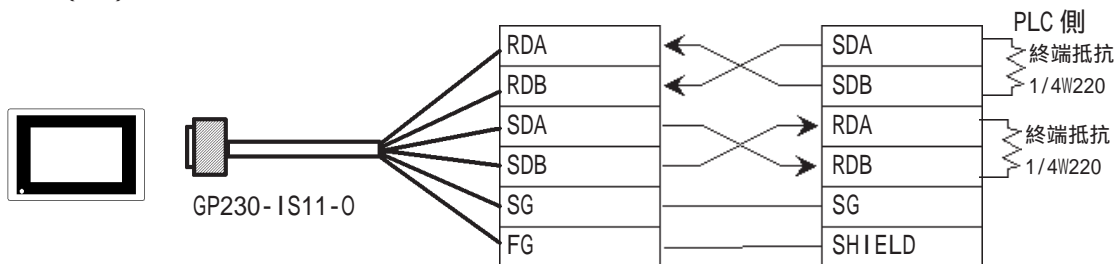 PLC 側
RDA
SDA
終端抵抗
RDB
SDB
1/4W220
SDA
RDA
終端抵抗
SDB
RDB
1/4W220
GP230-IS11-O
SG
SG
FG
SHIELD